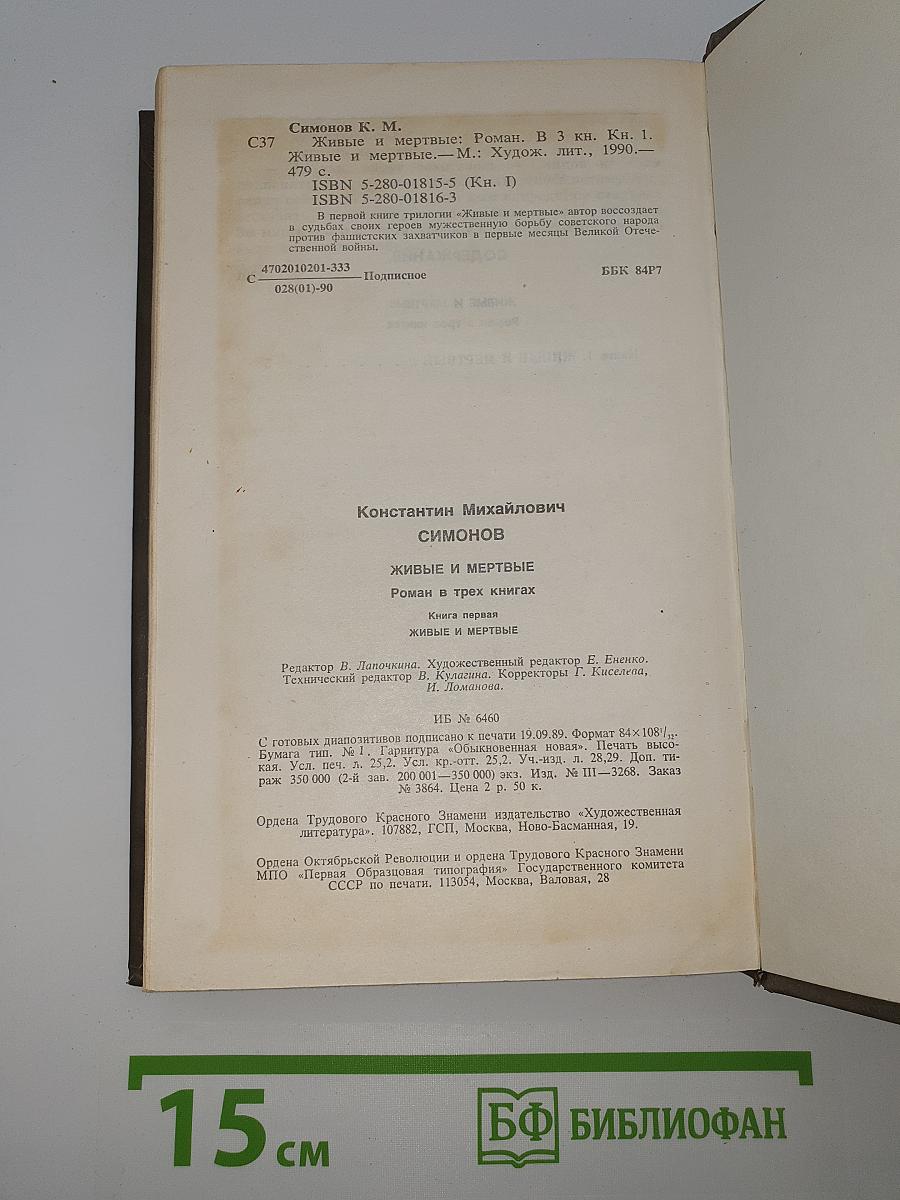 Симонов К. М.
С37 Живые и мертвые: Роман. В 3 кн. Кн. 1.
Живые и мертвые.— М.: Худож. лит., 1990.—
479 с.
ISBN 5-280-01815-5 (Кн. I)
ISBN 5-280-01816-3
В первой книге трилогии «Живые и мертвые» автор воссоздает
в судьбах своих героев мужественную борьбу советского народа
против фашистских захватчиков в первые месяцы Великой Отече-
ственной войны.
С 4702010201-333 Подписное ББК 84Р7
028(01)-90
Константин Михайлович
СИМОНОВ
ЖИВЫЕ И МЕРТВЫЕ
Роман в трех книгах
Книга первая
ЖИВЫЕ И МЕРТВЫЕ
Редактор В. Лапочкина. Художественный редактор Е. Ененко.
Технический редактор В. Кулагина. Корректоры Г. Киселева,
И. Ломанова.
ИБ № 6460
С готовых диапозитивов подписано к печати 19.09.89. Формат 84×108¹/₃₂.
Бумага тип. № 1. Гарнитура «Обыкновенная новая». Печать высо-
кая. Усл. печ. л. 25,2. Усл. кр.-отт. 25,2. Уч.-изд. л. 28,29. Доп. ти-
раж 350 000 (2-й зав. 200 001—350 000) экз. Изд. № III—3268. Заказ
№ 3864. Цена 2 р. 50 к.
Ордена Трудового Красного Знамени издательство «Художественная
литература». 107882, ГСП, Москва, Ново-Басманная, 19.
Ордена Октябрьской Революции и ордена Трудового Красного Знамени
МПО «Первая Образцовая типография» Государственного комитета
СССР по печати. 113054, Москва, Валовая, 28
15 см
БФ БИБЛИОФАН